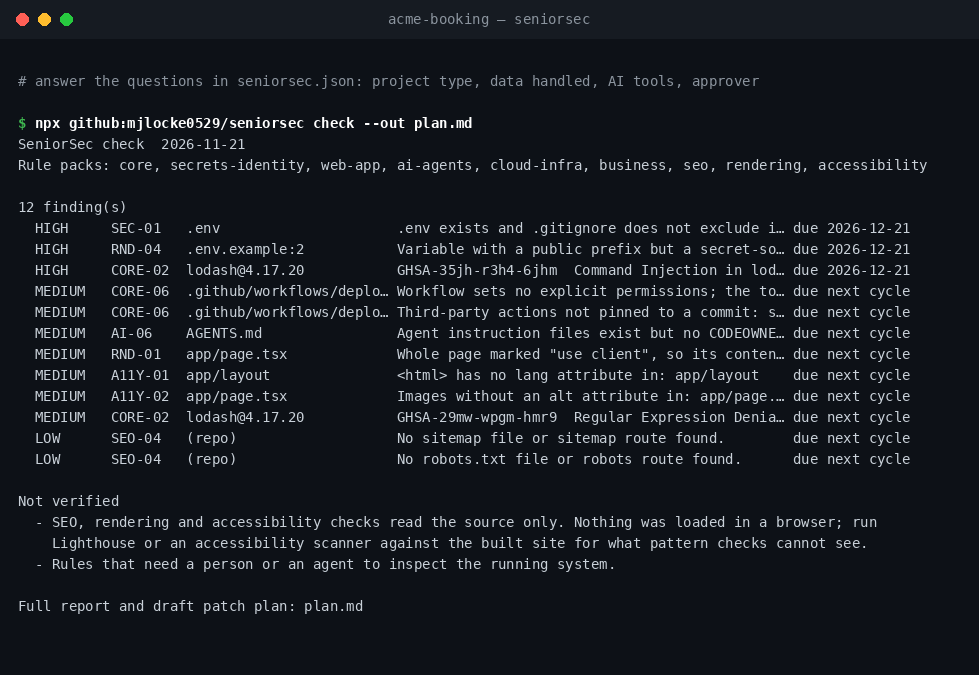 acme-booking — seniorsec
# answer the questions in seniorsec.json: project type, data handled, AI tools, approver
$ npx github:mjlocke0529/seniorsec check --out plan.md
SeniorSec check  2026-11-21
Rule packs: core, secrets-identity, web-app, ai-agents, cloud-infra, business, seo, rendering, accessibility
12 finding(s)
HIGH     SEC-01   .env                     .env exists and .gitignore does not exclude i… due 2026-12-21
HIGH     RND-04   .env.example:2           Variable with a public prefix but a secret-so… due 2026-12-21
HIGH     CORE-02  lodash@4.17.20           GHSA-35jh-r3h4-6jhm  Command Injection in lod… due 2026-12-21
MEDIUM   CORE-06  .github/workflows/deplo… Workflow sets no explicit permissions; the to… due next cycle
MEDIUM   CORE-06  .github/workflows/deplo… Third-party actions not pinned to a commit: s… due next cycle
MEDIUM   AI-06    AGENTS.md                Agent instruction files exist but no CODEOWNE… due next cycle
MEDIUM   RND-01   app/page.tsx             Whole page marked "use client", so its conten… due next cycle
MEDIUM   A11Y-01  app/layout               <html> has no lang attribute in: app/layout    due next cycle
MEDIUM   A11Y-02  app/page.tsx             Images without an alt attribute in: app/page.… due next cycle
MEDIUM   CORE-02  lodash@4.17.20           GHSA-29mw-wpgm-hmr9  Regular Expression Denia… due next cycle
LOW      SEO-04   (repo)                   No sitemap file or sitemap route found.        due next cycle
LOW      SEO-04   (repo)                   No robots.txt file or robots route found.      due next cycle
Not verified
- SEO, rendering and accessibility checks read the source only. Nothing was loaded in a browser; run
Lighthouse or an accessibility scanner against the built site for what pattern checks cannot see.
- Rules that need a person or an agent to inspect the running system.
Full report and draft patch plan: plan.md